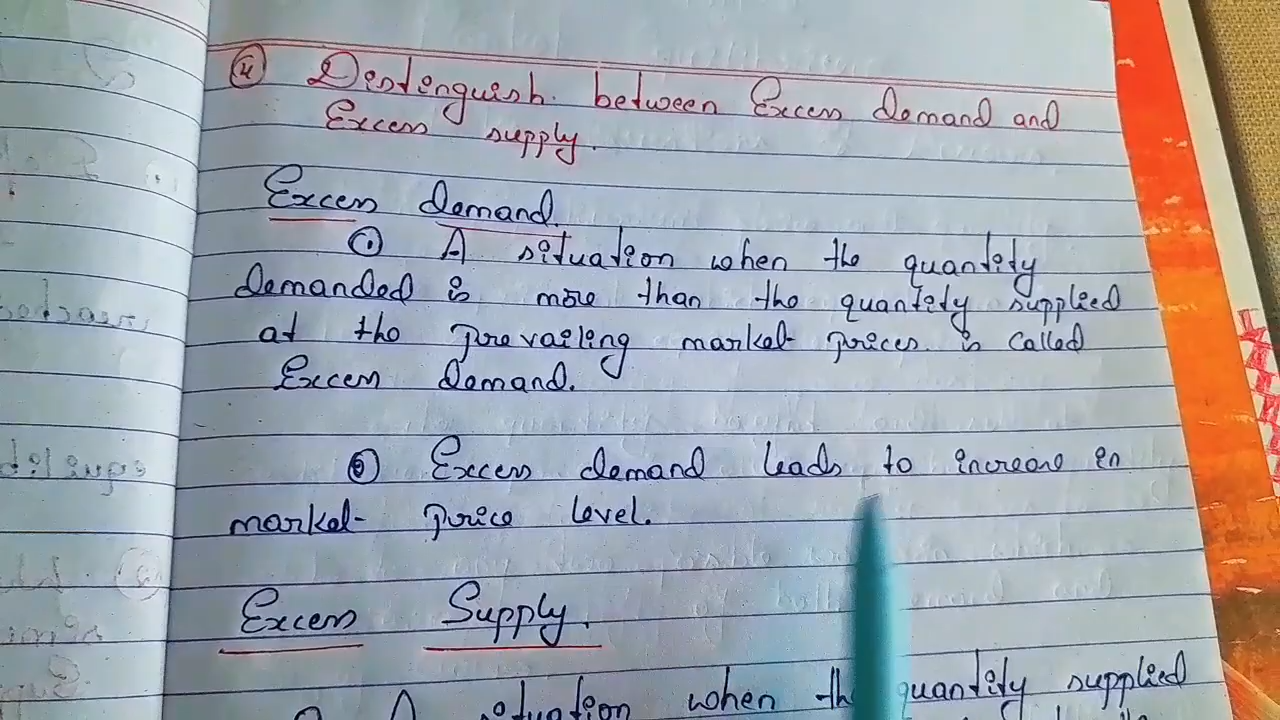 4 Distinguish between Excess demand and
Excess supply.
Excess demand.
1 A situation when the quantity
demanded is more than the quantity supplied
at the prevailing market prices is called
Excess demand.
2 Excess demand leads to increase in
market price level.
Excess Supply.
A situation when the quantity supplied